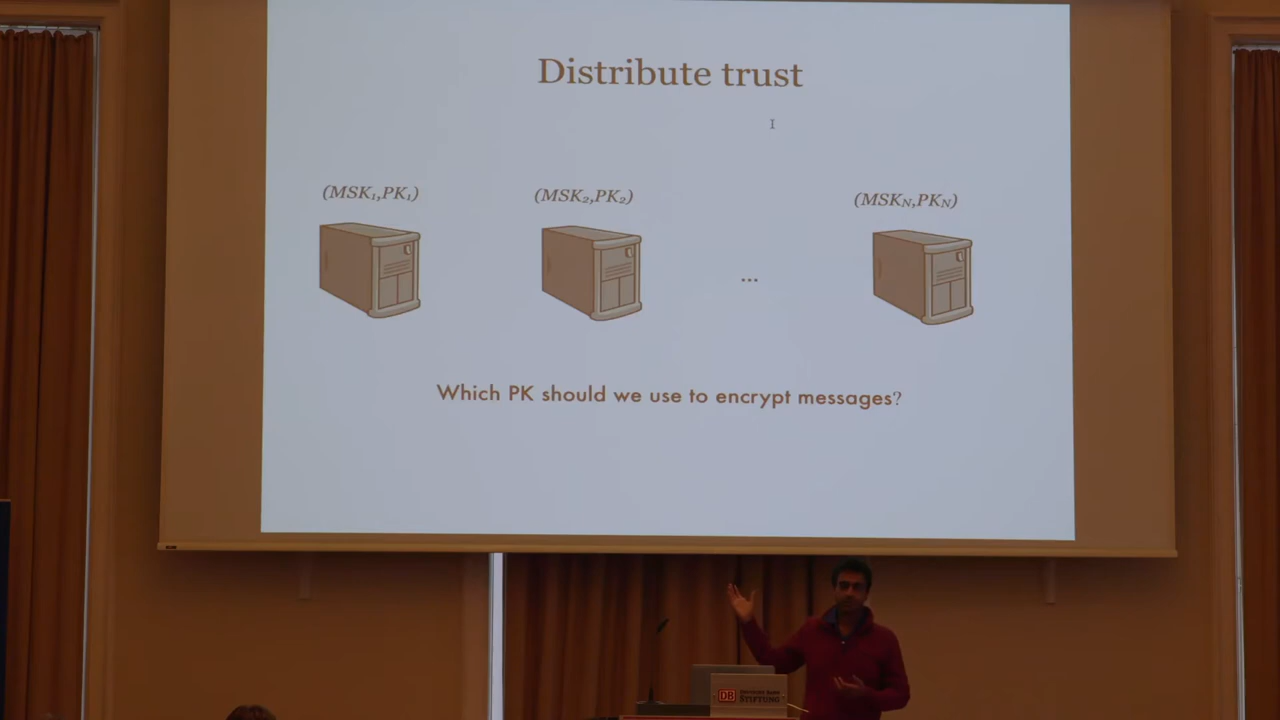 Distribute trust
(MSK₁,PK₁) (MSK₂,PK₂) (MSKN,PKN)
...
Which PK should we use to encrypt messages?
DB
STIFTUNG